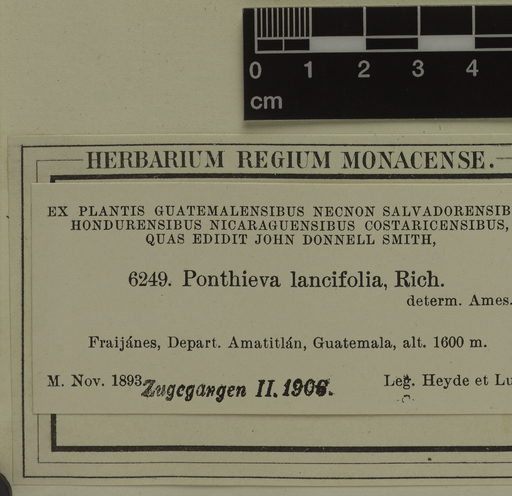 0 1 2 3 4
cm
HERBARIUM REGIUM MONACENSE.
EX PLANTIS GUATEMALENSIBUS NECNON SALVADORENSIB
HONDURENSIBUS NICARAGUENSIBUS COSTARICENSIBUS,
QUAS EDIDIT JOHN DONNELL SMITH,
6249. Ponthieva lancifolia, Rich.
determ. Ames.
Fraijánes, Depart. Amatitlán, Guatemala, alt. 1600 m.
M. Nov. 1893 Zugegangen II. 1906. Leg. Heyde et Lu